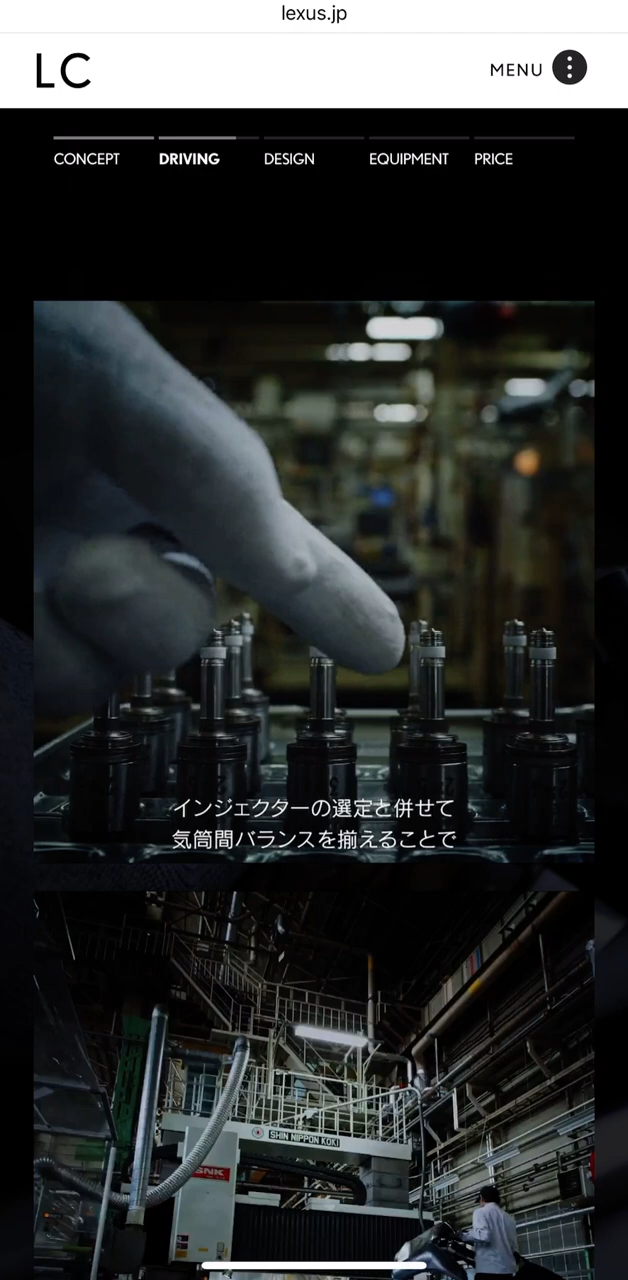 lexus.jp
LC
MENU
CONCEPT DRIVING DESIGN EQUIPMENT PRICE
インジェクターの選定と併せて
気筒間バランスを揃えることで
SHIN NIPPON KOKI
SNK